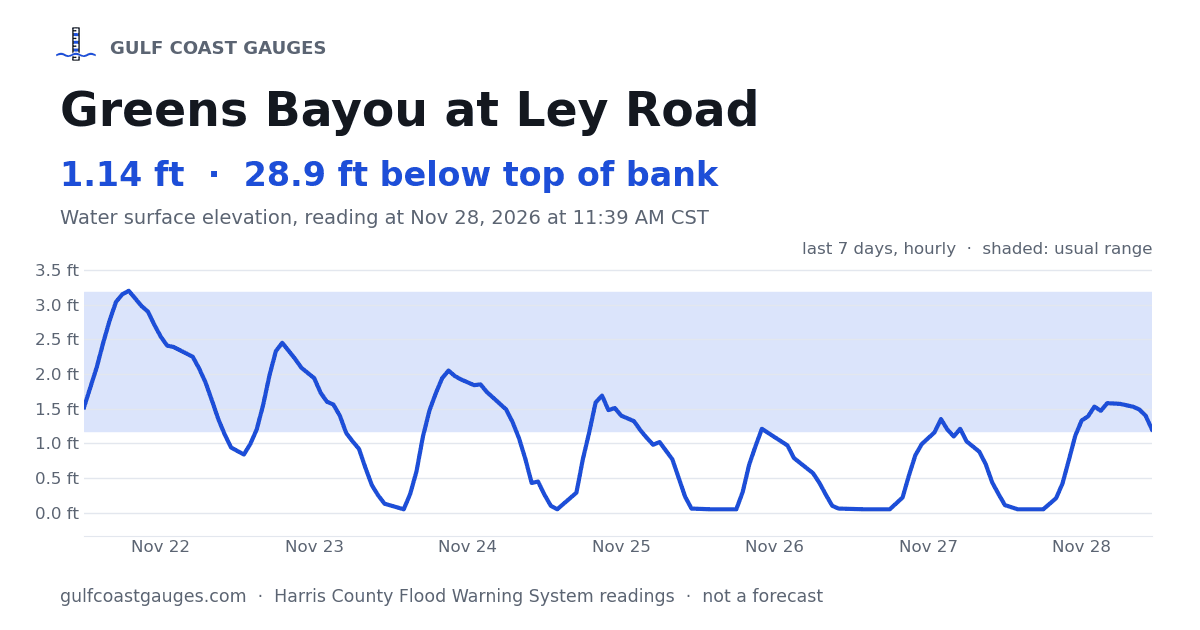 GULF COAST GAUGES
Greens Bayou at Ley Road
1.14 ft · 28.9 ft below top of bank
Water surface elevation, reading at Nov 28, 2026 at 11:39 AM CST
last 7 days, hourly · shaded: usual range
3.5 ft
3.0 ft
2.5 ft
2.0 ft
1.5 ft
1.0 ft
0.5 ft
0.0 ft
Nov 22 Nov 23 Nov 24 Nov 25 Nov 26 Nov 27 Nov 28
gulfcoastgauges.com · Harris County Flood Warning System readings · not a forecast